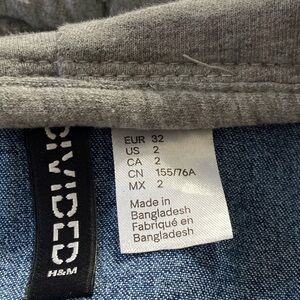 DIVIDED
H&M
EUR 32
US 2
CA 2
CN 155/76A
MX 2
Made in
Bangladesh
Fabriqué en
Bangladesh